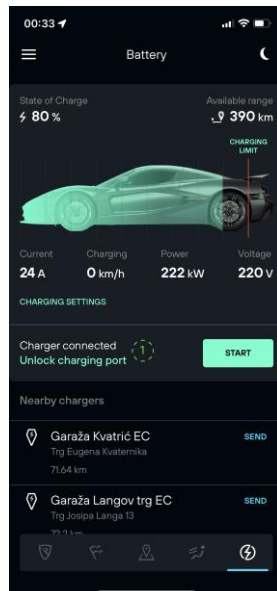 00:33
Battery
State of Charge
Available range
80 %
390 km
CHARGING
LIMIT
Current
Charging
Power
Voltage
24 A
0 km/h
222 kW
220 V
CHARGING SETTINGS
Charger connected
Unlock charging port
1
START
Nearby chargers
Garaža Kvatrić EC
SEND
Trg Eugena Kvaternika
71.64 km
Garaža Langov trg EC
SEND
Trg Josipa Langa 13